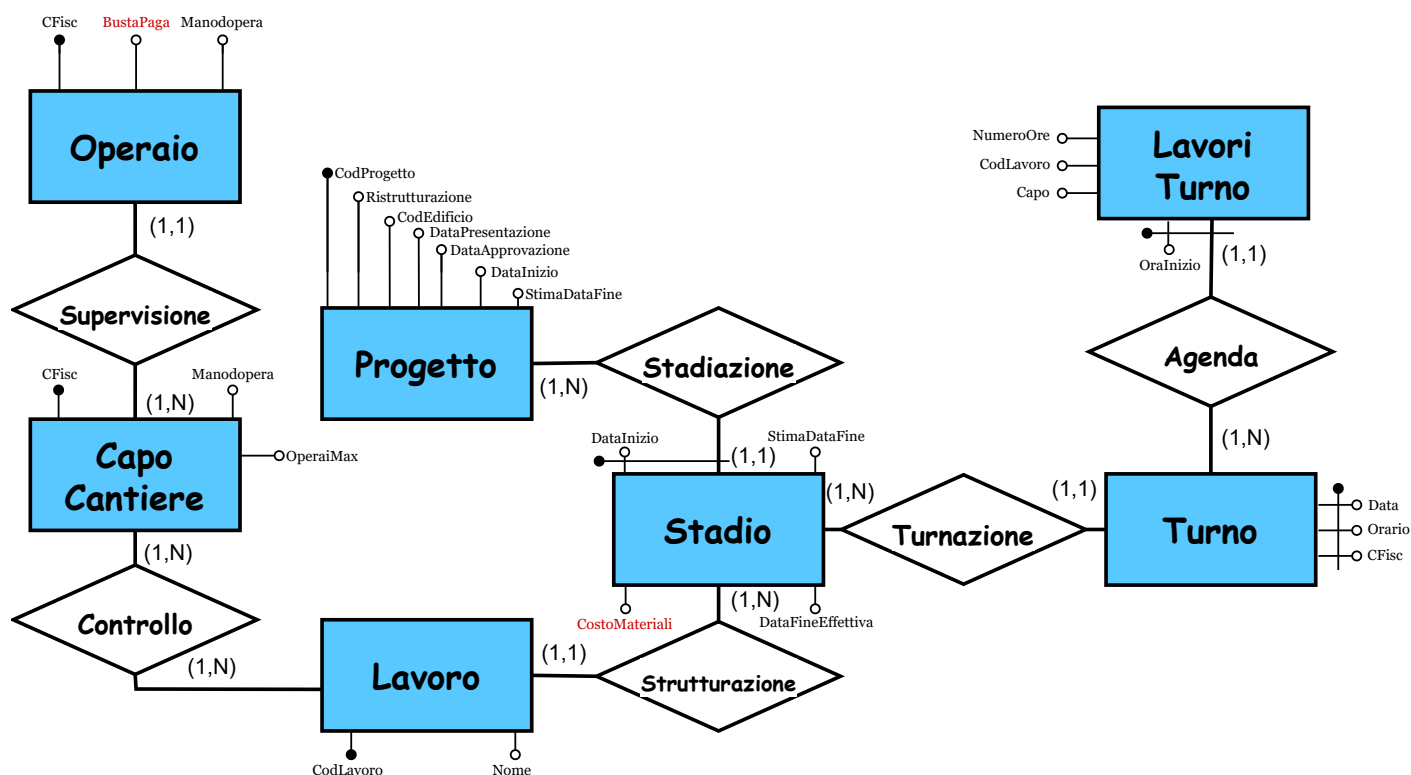 CFisc
BustaPaga
Manodopera
Operaio
(1,1)
Supervisione
(1,N)
CFisc
Manodopera
OperaiMax
Capo
Cantiere
(1,N)
Controllo
(1,N)
CodProgetto
Ristrutturazione
CodEdificio
DataPresentazione
DataApprovazione
DataInizio
StimaDataFine
Progetto
(1,N)
Stadiazione
(1,1)
DataInizio
StimaDataFine
Stadio
(1,N)
CostoMateriali
DataFineEffettiva
(1,N)
Strutturazione
(1,1)
Lavoro
CodLavoro
Nome
Turnazione
(1,1)
Turno
Data
Orario
CFisc
(1,N)
Agenda
(1,1)
OraInizio
NumeroOre
CodLavoro
Capo
Lavori
Turno